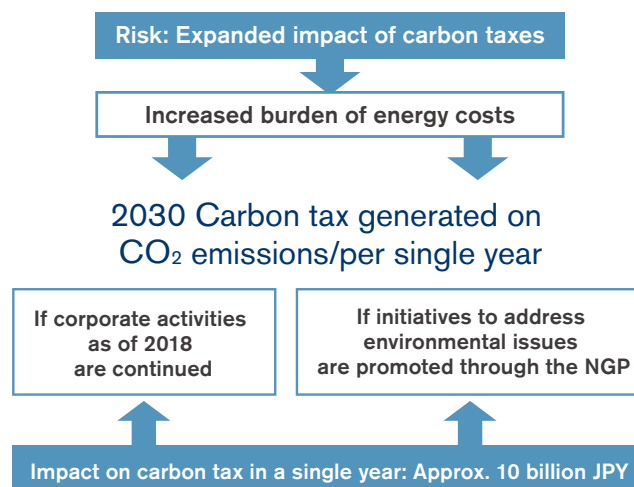 Risk: Expanded impact of carbon taxes
Increased burden of energy costs
2030 Carbon tax generated on
CO₂ emissions/per single year
If corporate activities
as of 2018
are continued
If initiatives to address
environmental issues
are promoted through the NGP
Impact on carbon tax in a single year: Approx. 10 billion JPY